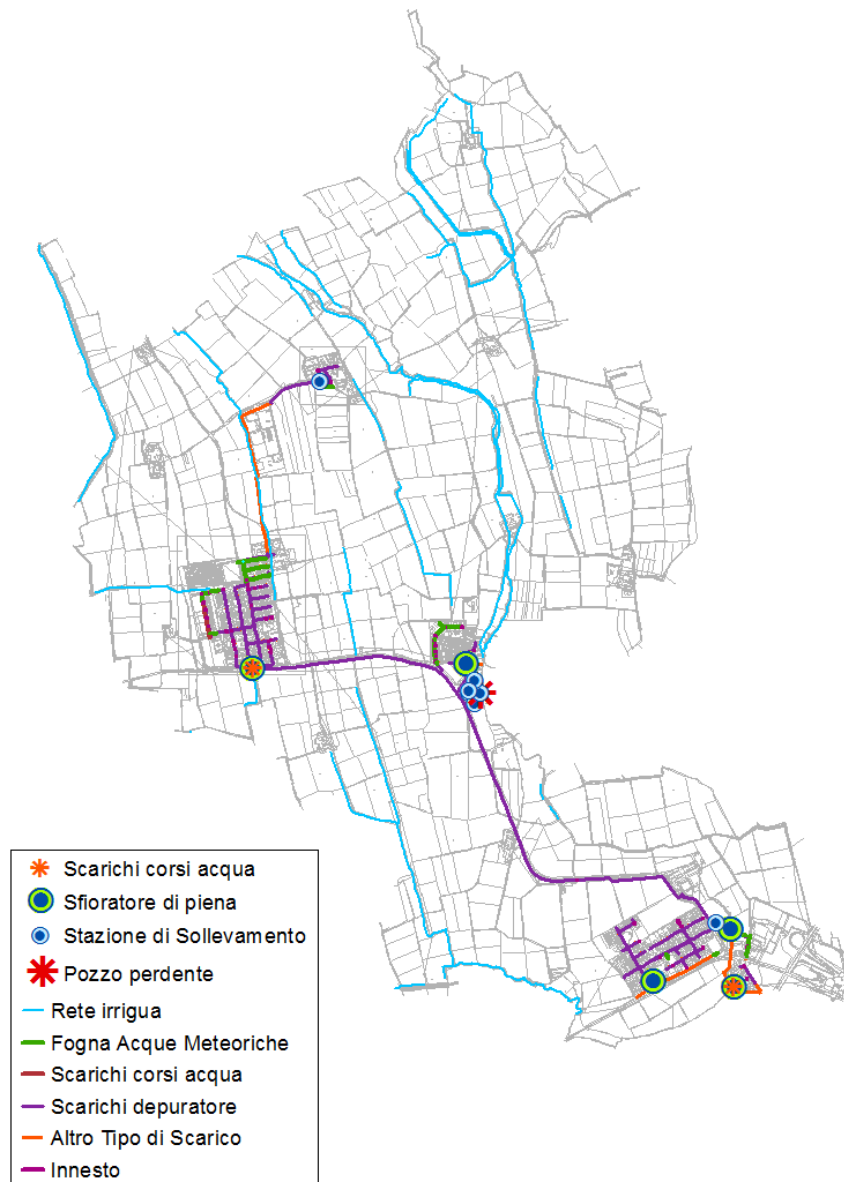 Scarichi corsi acqua
Sfioratore di piena
Stazione di Sollevamento
Pozzo perdente
Rete irrigua
Fogna Acque Meteoriche
Scarichi corsi acqua
Scarichi depuratore
Altro Tipo di Scarico
Innesto